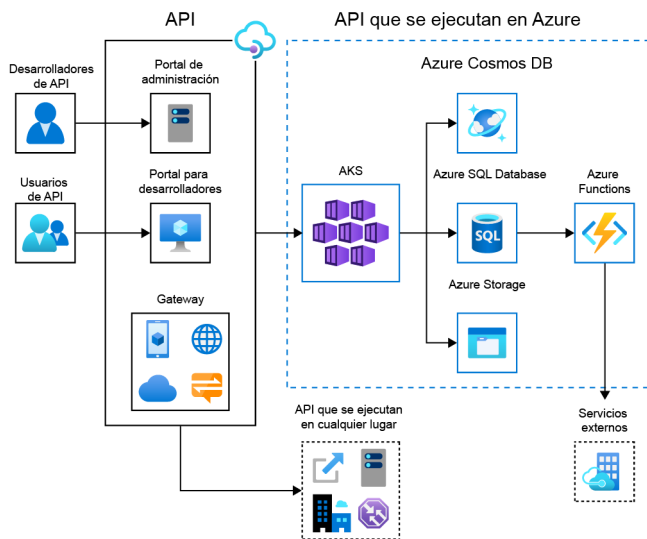 API
API que se ejecutan en Azure
Desarrolladores
de API
Portal de
administración
Azure Cosmos DB
Usuarios
de API
Portal para
desarrolladores
AKS
Azure SQL Database
Azure
Functions
SQL
Azure Storage
Gateway
API que se ejecutan
en cualquier lugar
Servicios
externos